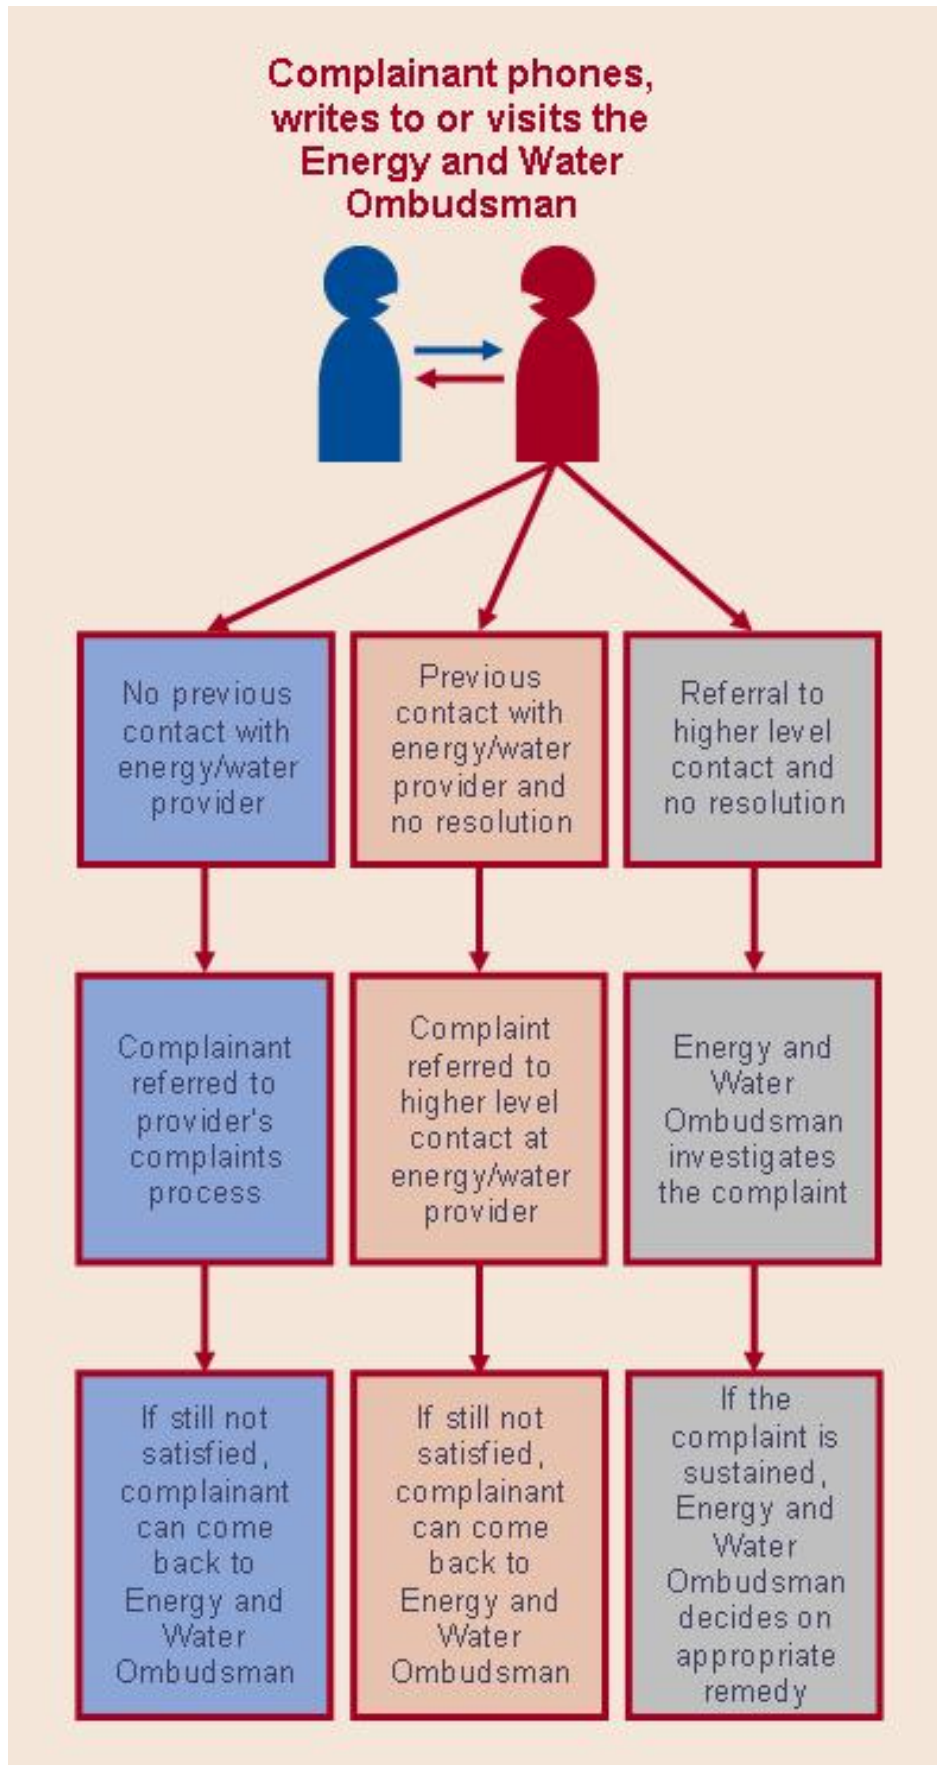 Complainant phones,
writes to or visits the
Energy and Water
Ombudsman
No previous
contact with
energy/water
provider
Previous
contact with
energy/water
provider and
no resolution
Referral to
higher level
contact and
no resolution
Complainant
referred to
provider's
complaints
process
Complaint
referred to
higher level
contact at
energy/water
provider
Energy and
Water
Ombudsman
investigates
the complaint
If still not
satisfied,
complainant
can come
back to
Energy and
Water
Ombudsman
If still not
satisfied,
complainant
can come
back to
Energy and
Water
Ombudsman
If the
complaint is
sustained,
Energy and
Water
Ombudsman
decides on
appropriate
remedy